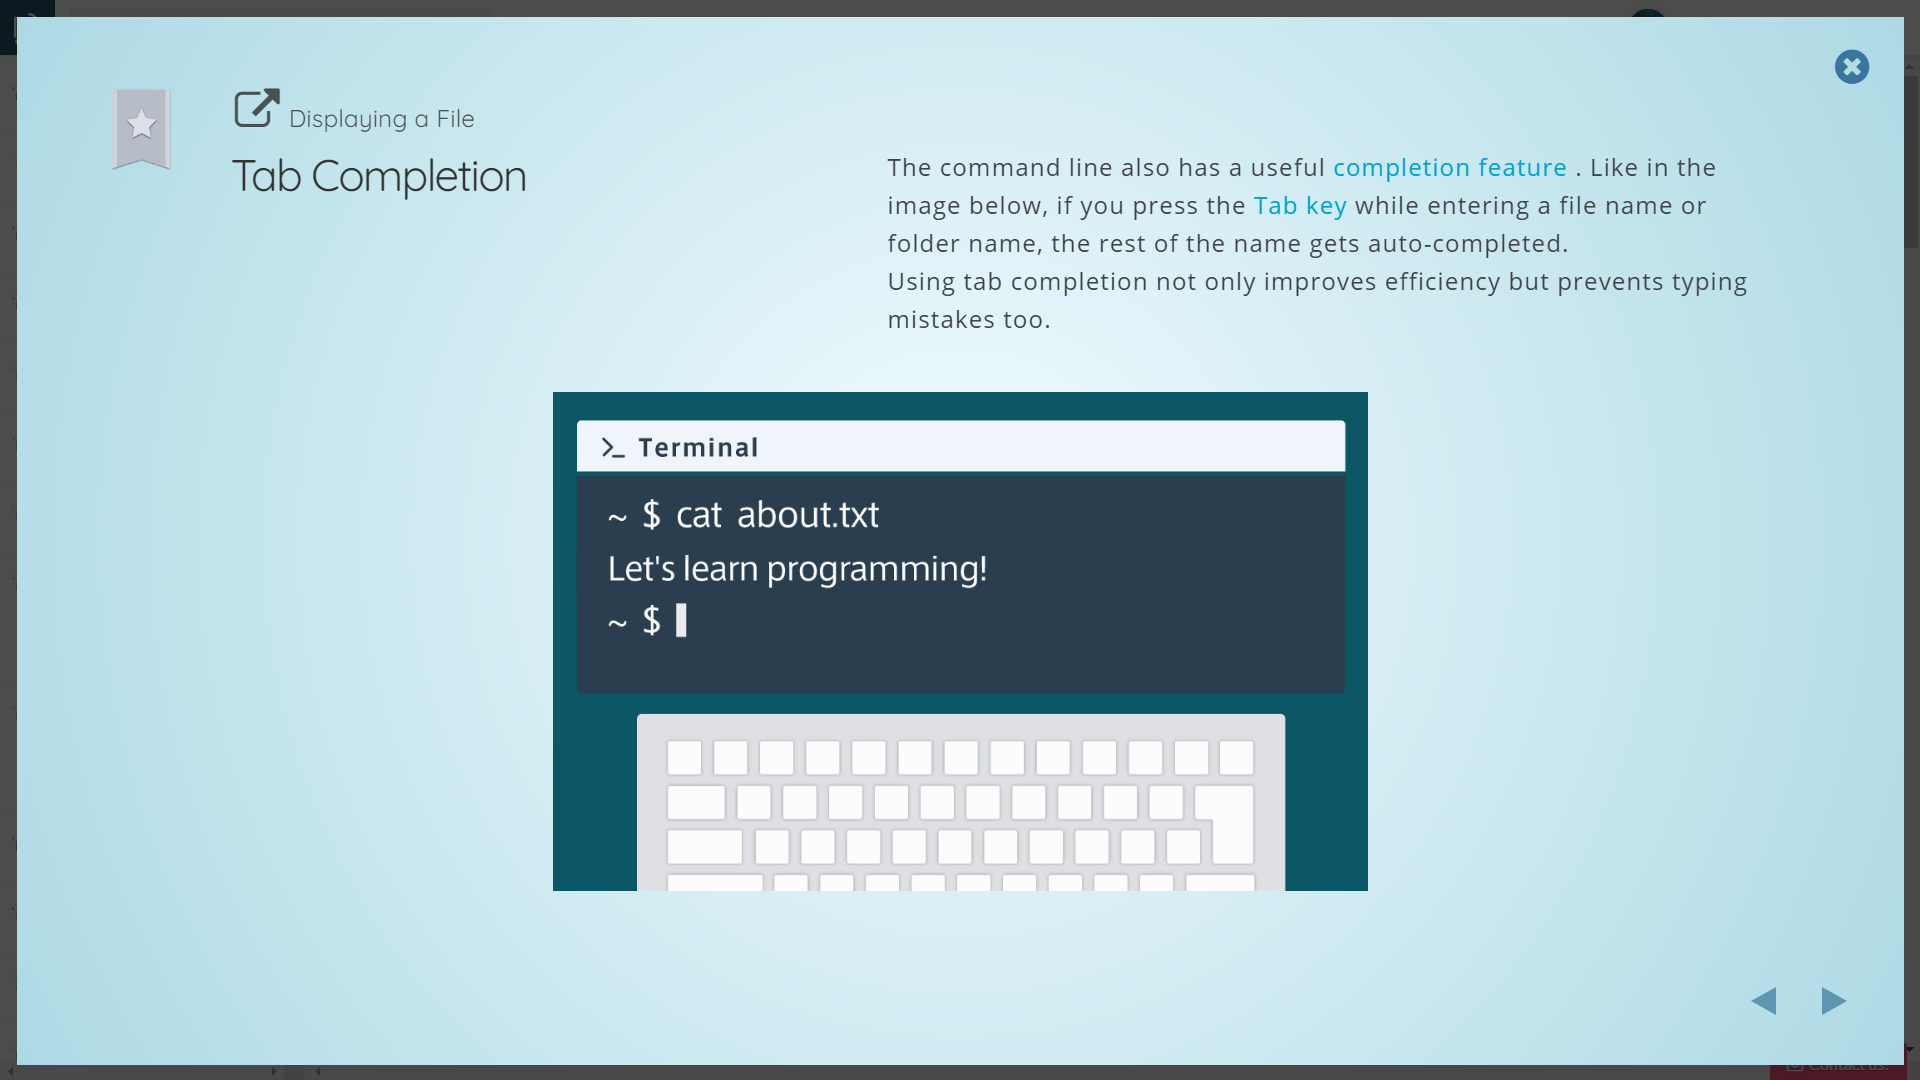 Displaying a File
Tab Completion
The command line also has a useful completion feature . Like in the
image below, if you press the Tab key while entering a file name or
folder name, the rest of the name gets auto-completed.
Using tab completion not only improves efficiency but prevents typing
mistakes too.
>_ Terminal
~ $ cat about.txt
Let's learn programming!
~ $
Contact us!